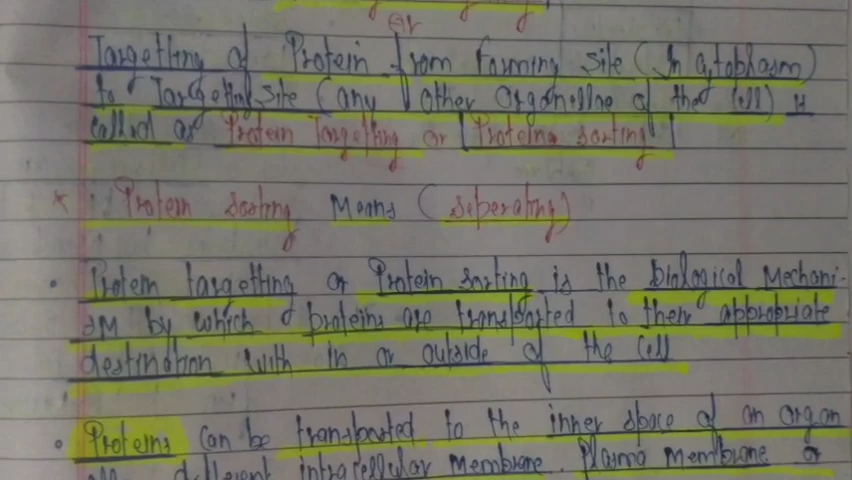 or
Targetting of Protein from Forming Site (In cytoplasm)
to Targetting Site (any other Organelle of the Cell) is
called as Protein Targetting or Proteins sorting
* Protein sorting Means (seperating)
• Protein targetting or Protein sorting is the biological Mechani-
sm by which proteins are transported to their appropriate
destination with in or outside of the Cell
• Proteins can be transported to the inner space of an organ
different intracellular Membrane, Plasma Membrane or